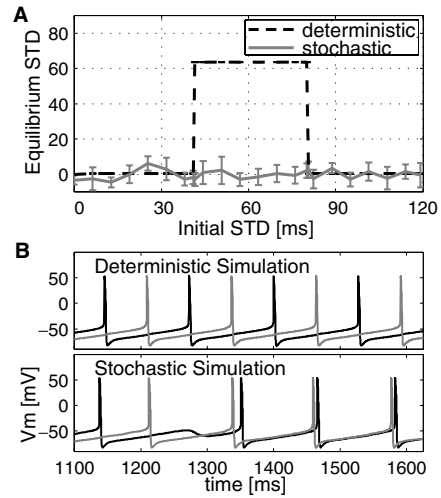 A
deterministic
stochastic
Equilibrium STD
80
60
40
20
0
0 30 60 90 120
Initial STD [ms]
B
Deterministic Simulation
50
0
−50
Stochastic Simulation
50
0
−50
Vm [mV]
1100 1200 1300 1400 1500 1600
time [ms]